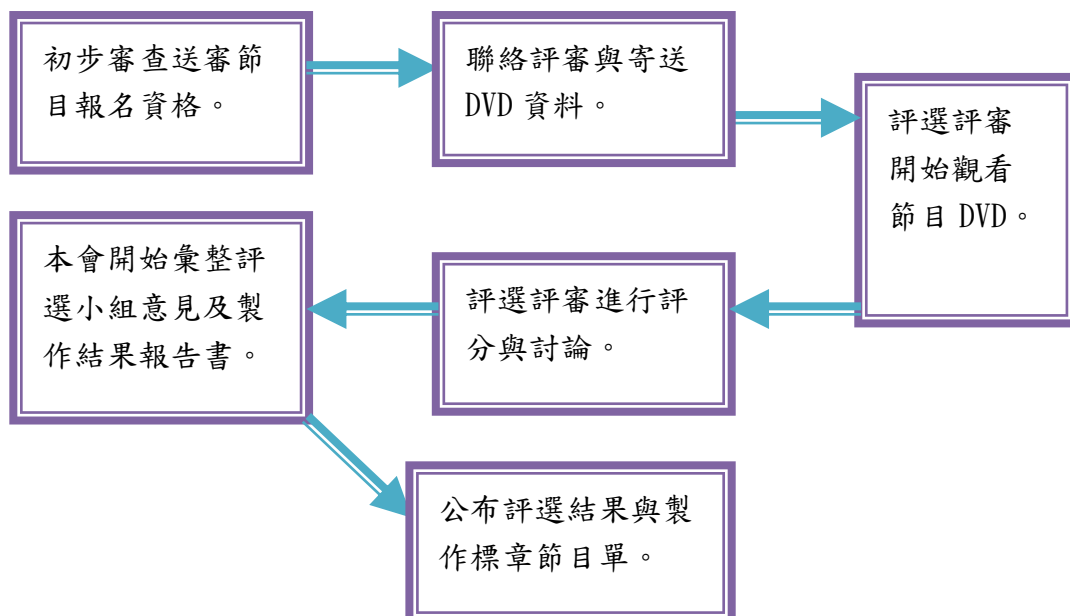 初步審查送審節
目報名資格。
聯絡評審與寄送
DVD 資料。
評選評審
開始觀看
節目 DVD。
評選評審進行評
分與討論。
本會開始彙整評
選小組意見及製
作結果報告書。
公布評選結果與製
作標章節目單。